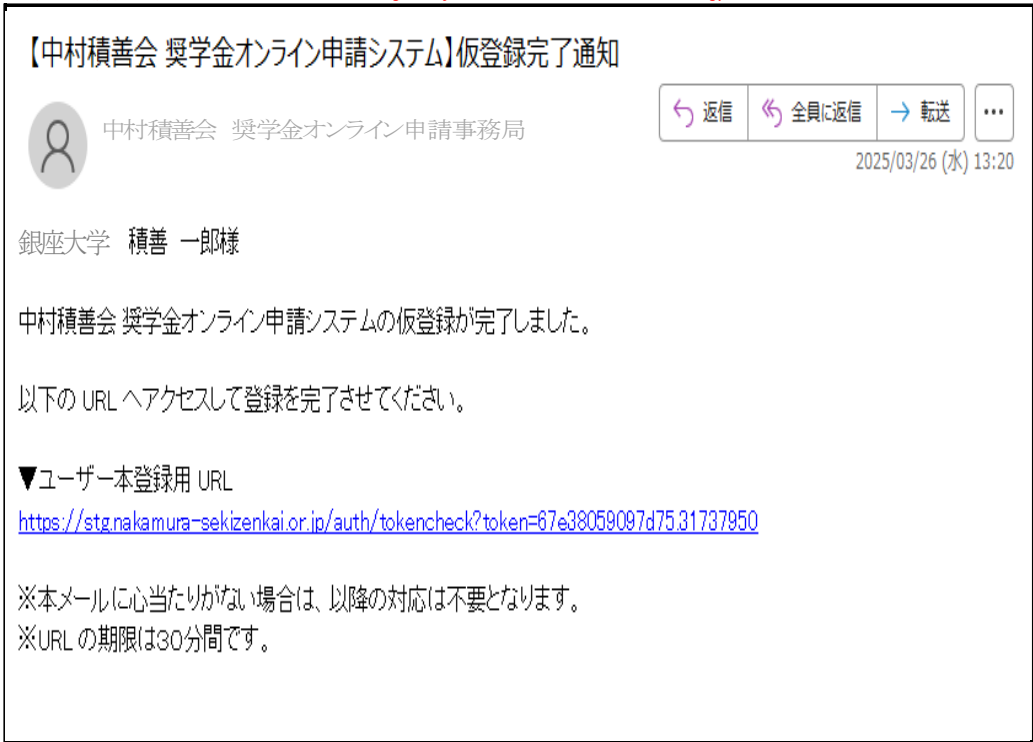 【中村積善会 奨学金オンライン申請システム】仮登録完了通知
中村積善会 奨学金オンライン申請事務局
返信
全員に返信
転送
2025/03/26 (水) 13:20
銀座大学 積善 一郎様
中村積善会 奨学金オンライン申請システムの仮登録が完了しました。
以下の URL へアクセスして登録を完了させてください。
▼ユーザー本登録用 URL
https://stg.nakamura-sekizenkai.or.jp/auth/tokencheck?token=67e38059097d75.31737950
※本メールに心当たりがない場合は、以降の対応は不要となります。
※URL の期限は30分間です。